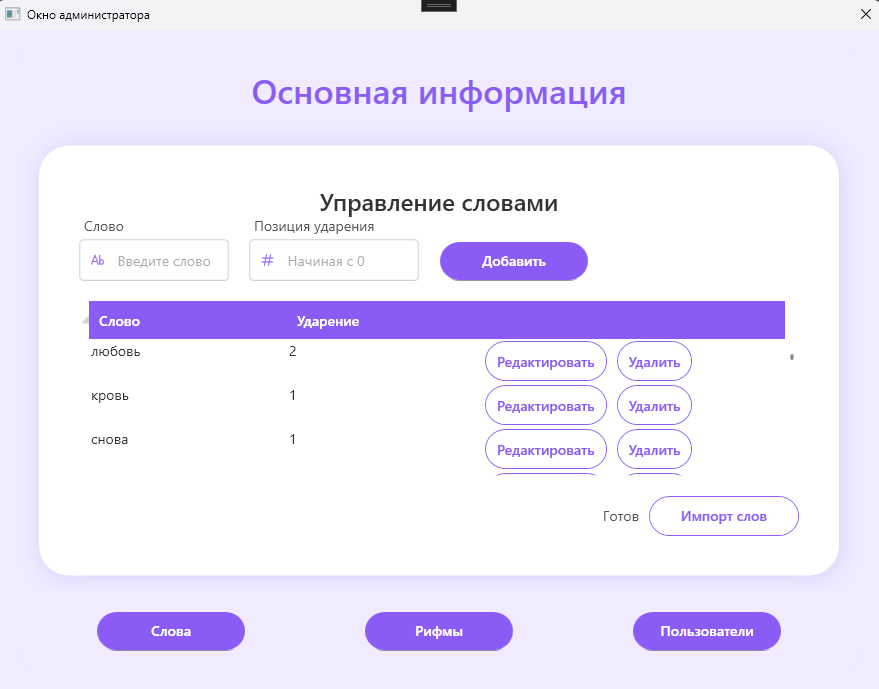 Окно администратора
Основная информация
Управление словами
Слово Позиция ударения
Ab Введите слово # Начиная с 0 Добавить
Слово Ударение
любовь 2 Редактировать Удалить
кровь 1 Редактировать Удалить
снова 1 Редактировать Удалить
Готов Импорт слов
Слова Рифмы Пользователи